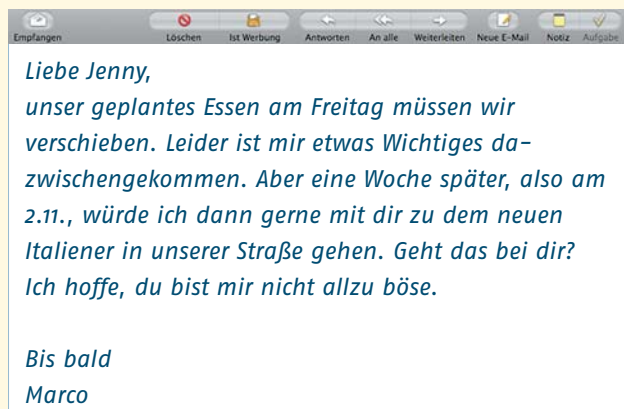 Empfangen Löschen Ist Werbung Antworten An alle Weiterleiten Neue E-Mail Notiz Aufgabe
Liebe Jenny,
unser geplantes Essen am Freitag müssen wir
verschieben. Leider ist mir etwas Wichtiges da-
zwischengekommen. Aber eine Woche später, also am
2.11., würde ich dann gerne mit dir zu dem neuen
Italiener in unserer Straße gehen. Geht das bei dir?
Ich hoffe, du bist mir nicht allzu böse.
Bis bald
Marco